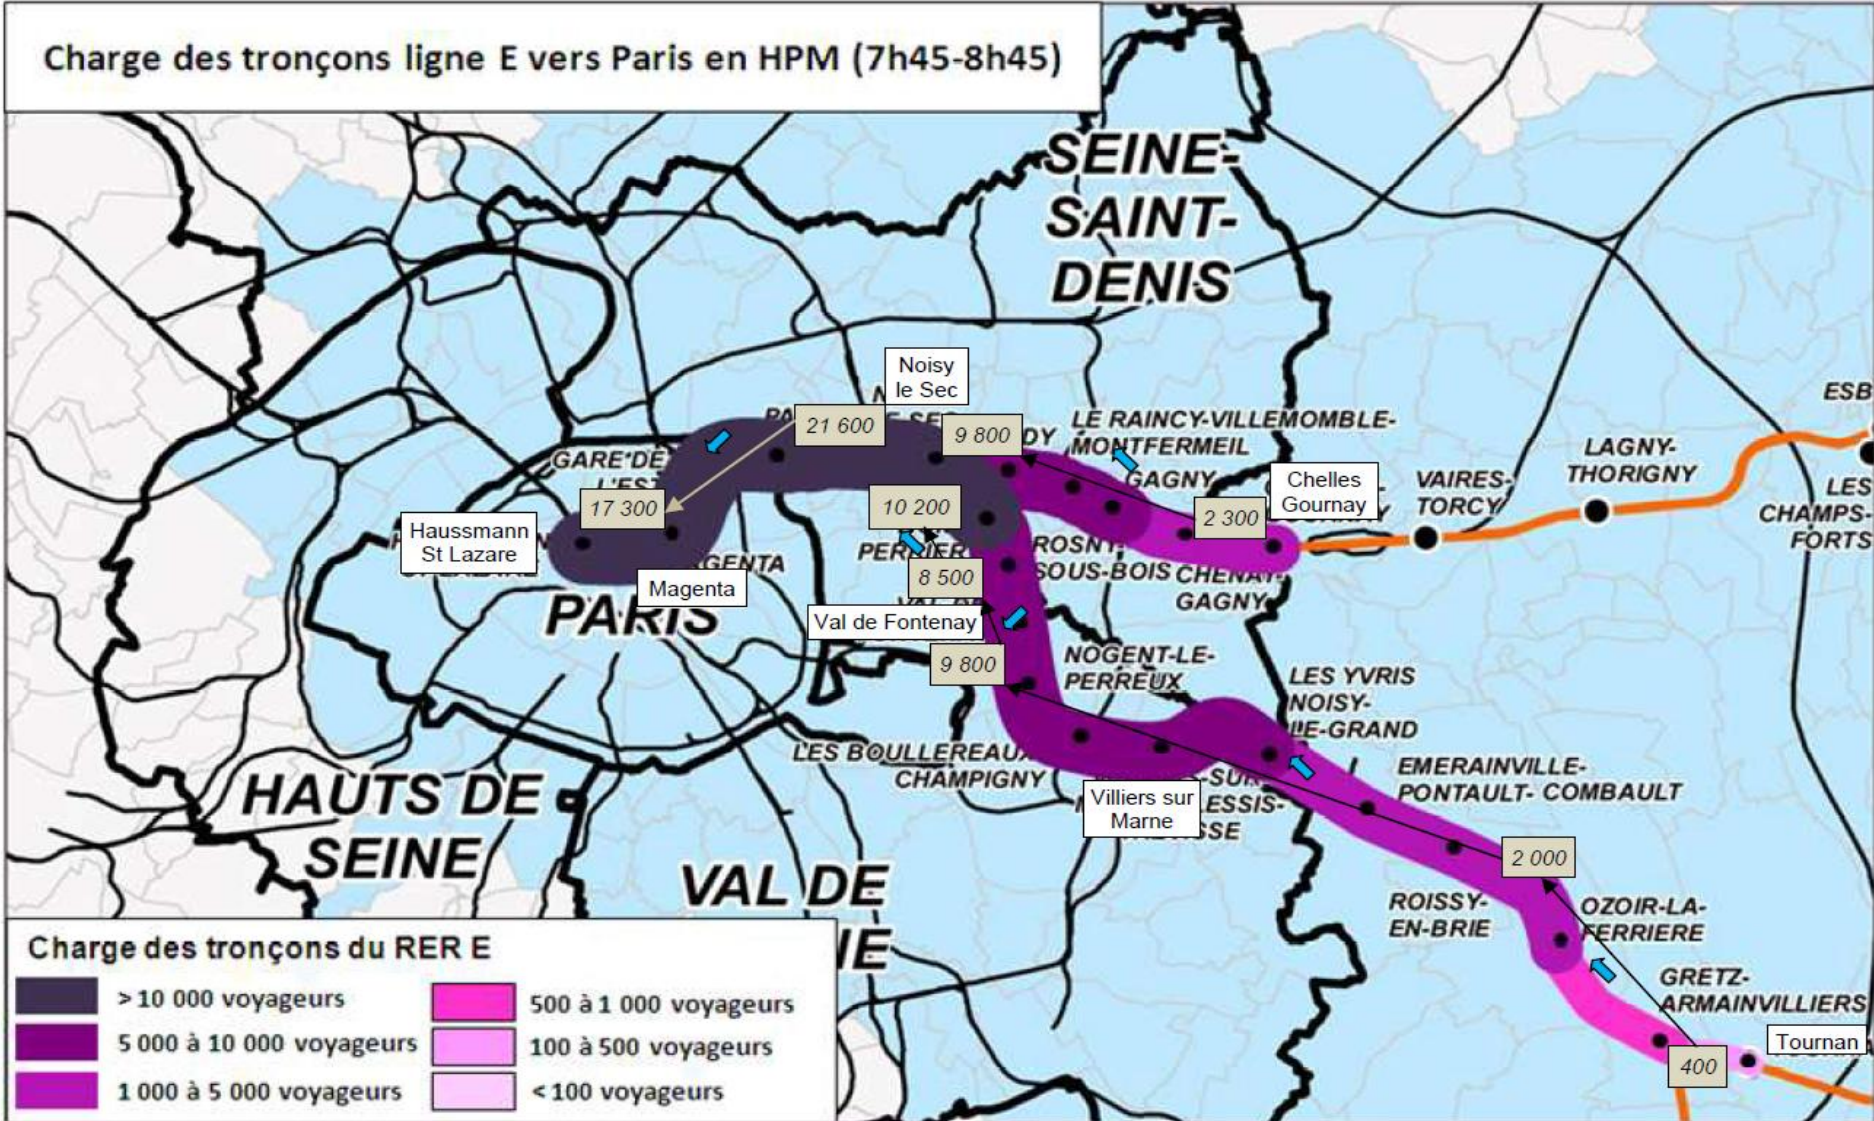 Charge des tronçons ligne E vers Paris en HPM (7h45-8h45)
SEINE-
SAINT-
DENIS
Noisy
le Sec
ESB
21 600
9 800
DY
LE RAINCY-VILLEMOMBLE-
MONTFERMEIL
LAGNY-
THORIGNY
GARE DE
L'EST
GAGNY
Chelles
Gournay
VAIRES-
TORCY
LES
CHAMPS-
FORTS
17 300
10 200
2 300
Haussmann
St Lazare
PERRIER
ROSNY-
SOUS-BOIS
CHENAY-
GAGNY
Magenta
8 500
PARIS
Val de Fontenay
9 800
NOGENT-LE-
PERREUX
LES YVRIS
NOISY-
LE-GRAND
LES BOULLEREAUX
CHAMPIGNY
EMERAINVILLE-
PONTAULT- COMBAULT
HAUTS DE
SEINE
Villiers sur
Marne
-SUR-
LESSIS-
2 000
VAL DE
ROISSY-
EN-BRIE
OZOIR-LA-
FERRIERE
GRETZ-
ARMAINVILLIERS
Tournan
400
Charge des tronçons du RER E
> 10 000 voyageurs
5 000 à 10 000 voyageurs
1 000 à 5 000 voyageurs
500 à 1 000 voyageurs
100 à 500 voyageurs
< 100 voyageurs